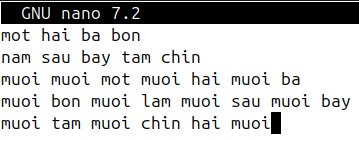 GNU nano 7.2
mot hai ba bon
nam sau bay tam chin
muoi muoi mot muoi hai muoi ba
muoi bon muoi lam muoi sau muoi bay
muoi tam muoi chin hai muoi